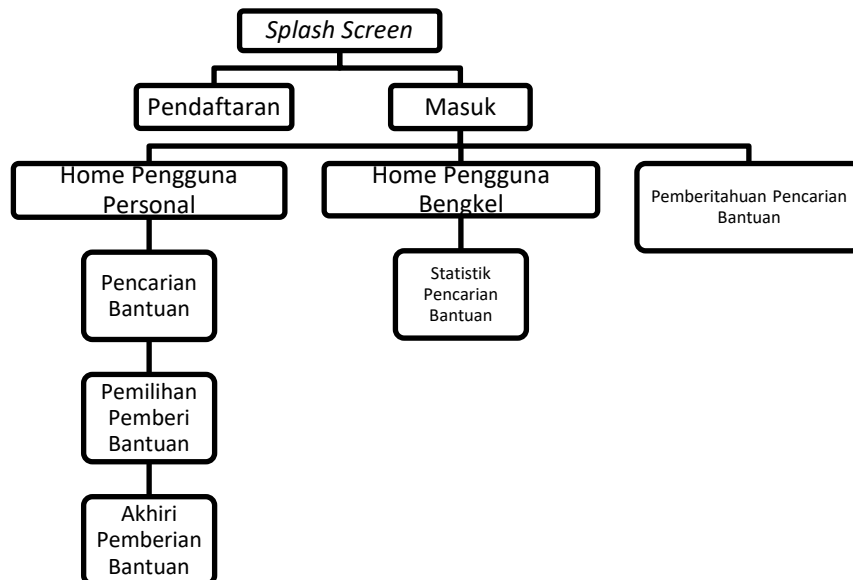 Splash Screen
Pendaftaran
Masuk
Home Pengguna
Personal
Home Pengguna
Bengkel
Pemberitahuan Pencarian
Bantuan
Pencarian
Bantuan
Statistik
Pencarian
Bantuan
Pemilihan
Pemberi
Bantuan
Akhiri
Pemberian
Bantuan